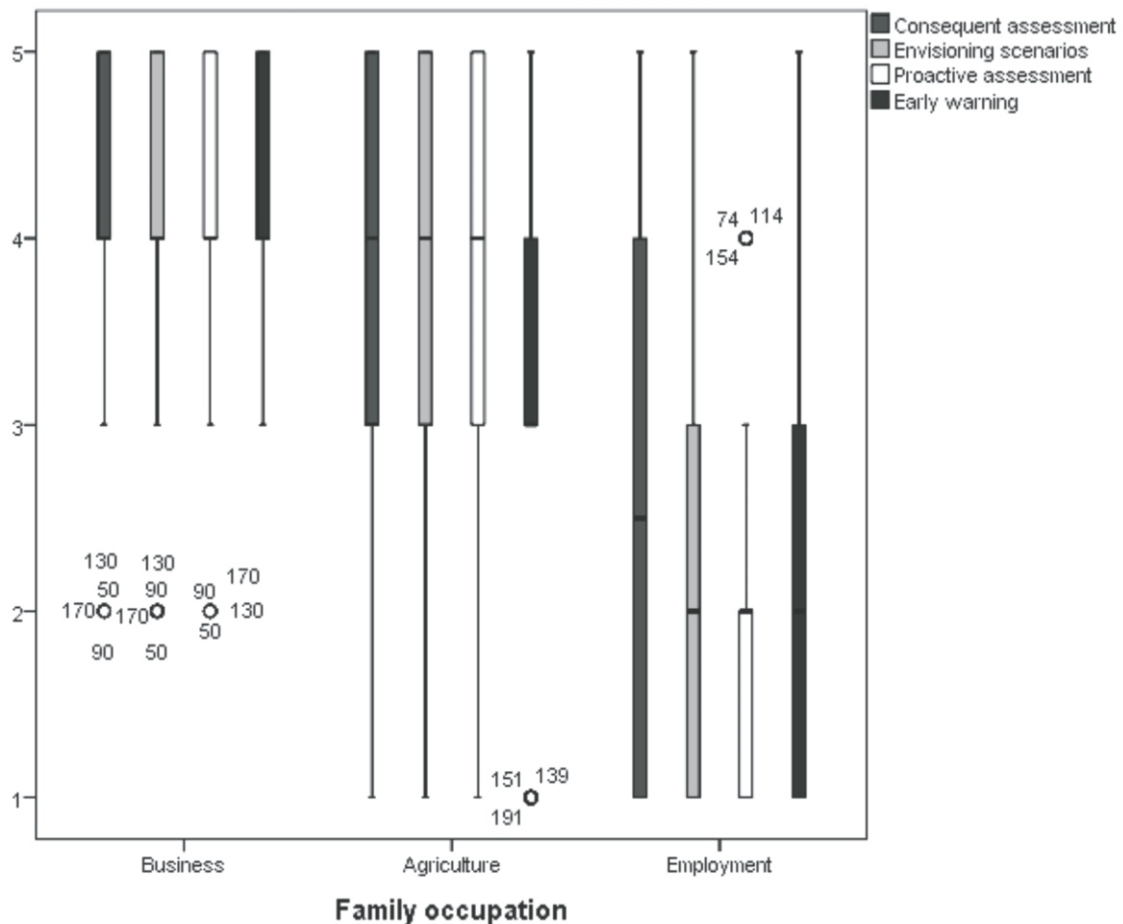 Consequent assessment
Envisioning scenarios
Proactive assessment
Early warning
5
4
3
2
1
74 114
154
130 130
50 90 90 170
170 170 130
50
90 50
151 139
191
Business Agriculture Employment
Family occupation